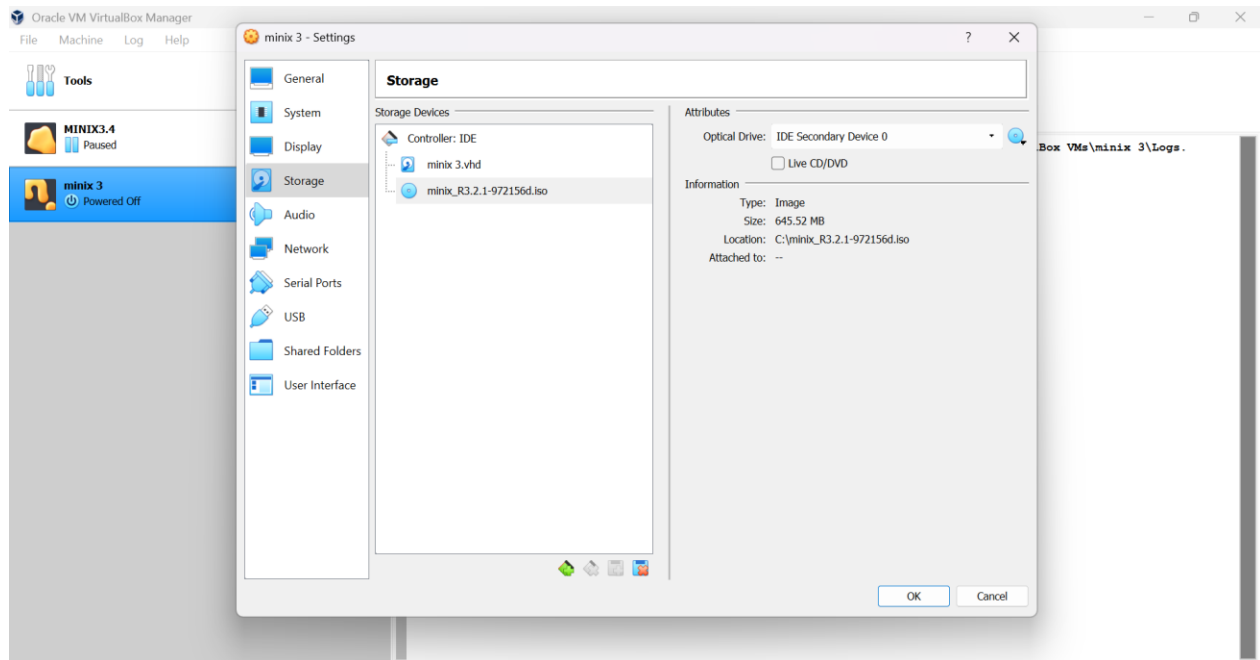 Oracle VM VirtualBox Manager
File Machine Log Help
Tools
MINIX3.4
Paused
minix 3
Powered Off
minix 3 - Settings
?
General
System
Display
Storage
Audio
Network
Serial Ports
USB
Shared Folders
User Interface
Storage
Storage Devices
Controller: IDE
minix 3.vhd
minix_R3.2.1-972156d.iso
Attributes
Optical Drive: IDE Secondary Device 0
Live CD/DVD
Information
Type: Image
Size: 645.52 MB
Location: C:\minix_R3.2.1-972156d.iso
Attached to: --
OK Cancel
Box VMs\minix 3\Logs.